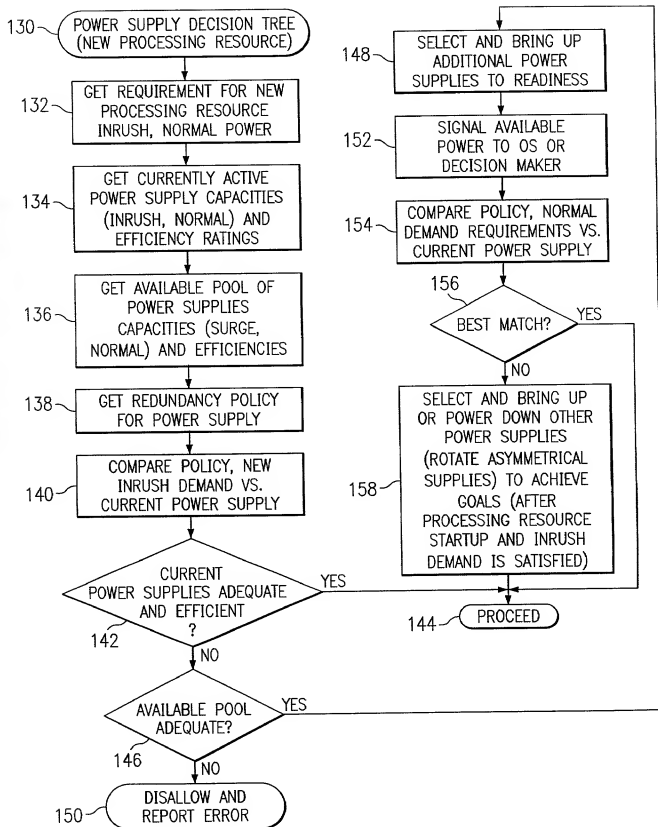 130
POWER SUPPLY DECISION TREE
(NEW PROCESSING RESOURCE)
132
GET REQUIREMENT FOR NEW
PROCESSING RESOURCE
INRUSH, NORMAL POWER
134
GET CURRENTLY ACTIVE
POWER SUPPLY CAPACITIES
(INRUSH, NORMAL) AND
EFFICIENCY RATINGS
136
GET AVAILABLE POOL OF
POWER SUPPLIES
CAPACITIES (SURGE,
NORMAL) AND EFFICIENCIES
138
GET REDUNDANCY POLICY
FOR POWER SUPPLY
140
COMPARE POLICY, NEW
INRUSH DEMAND VS.
CURRENT POWER SUPPLY
CURRENT
POWER SUPPLIES ADEQUATE
AND EFFICIENT
?
142
YES
NO
AVAILABLE POOL
ADEQUATE?
146
YES
NO
150
DISALLOW AND
REPORT ERROR
148
SELECT AND BRING UP
ADDITIONAL POWER
SUPPLIES TO READINESS
152
SIGNAL AVAILABLE
POWER TO OS OR
DECISION MAKER
154
COMPARE POLICY, NORMAL
DEMAND REQUIREMENTS VS.
CURRENT POWER SUPPLY
156
BEST MATCH?
YES
NO
158
SELECT AND BRING UP
OR POWER DOWN OTHER
POWER SUPPLIES
(ROTATE ASYMMETRICAL
SUPPLIES) TO ACHIEVE
GOALS (AFTER
PROCESSING RESOURCE
STARTUP AND INRUSH
DEMAND IS SATISFIED)
144
PROCEED